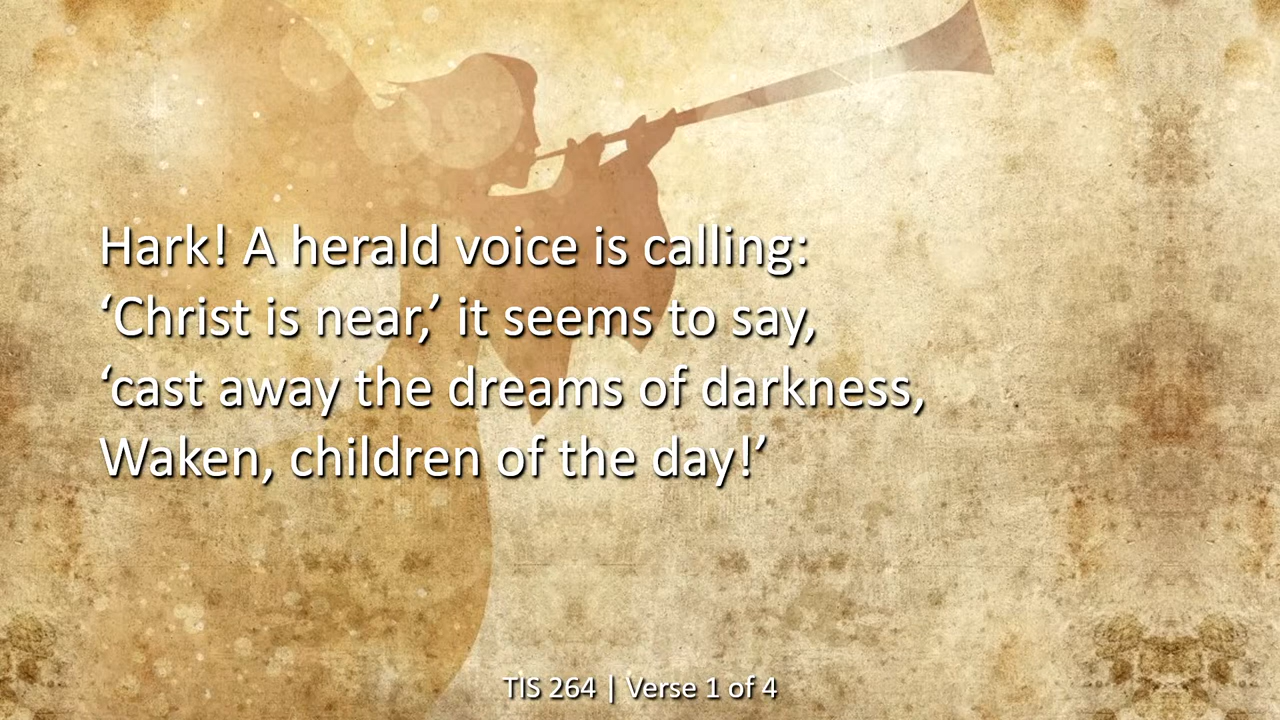 Hark! A herald voice is calling:
‘Christ is near,’ it seems to say,
‘cast away the dreams of darkness,
Waken, children of the day!’
TIS 264 | Verse 1 of 4